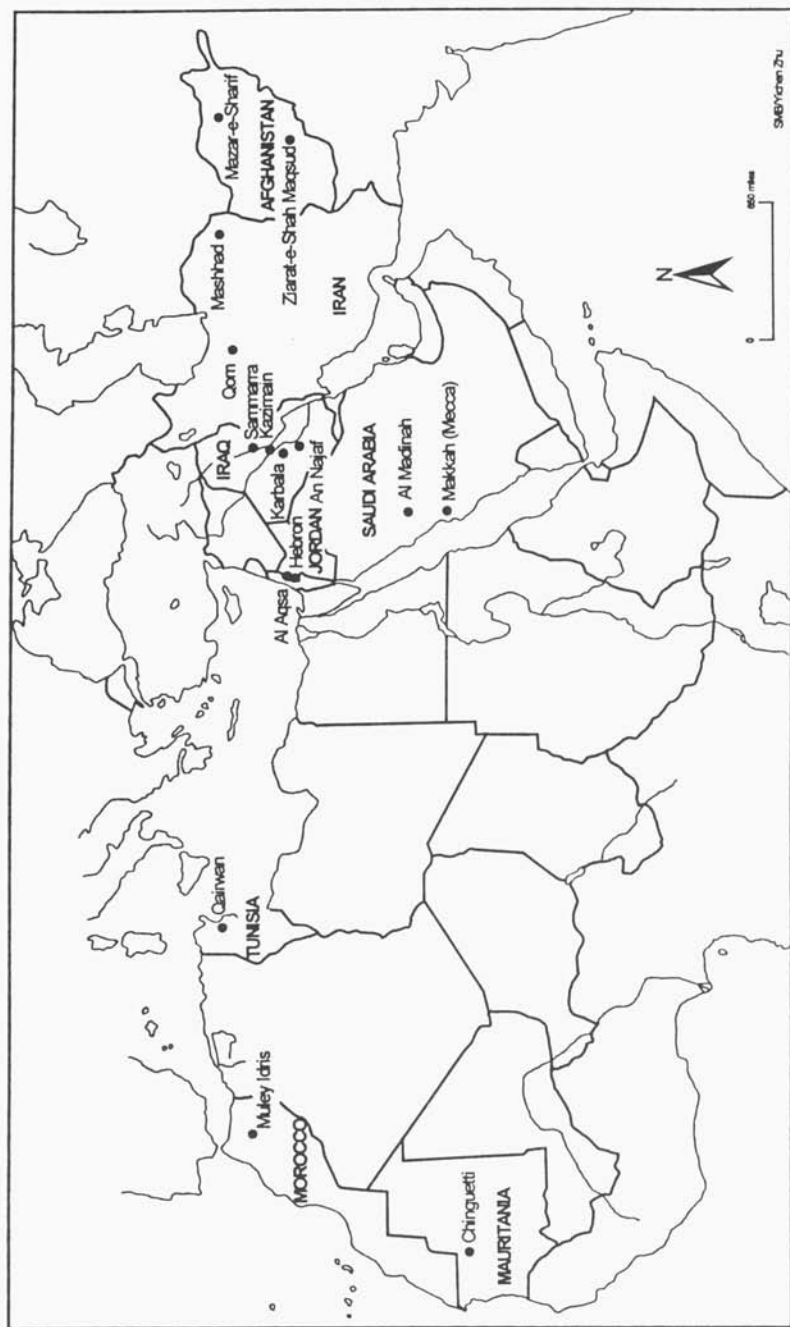 Mazar-e-Sharif
AFGHANISTAN
Ziarat-e-Shah Maqsud
Mashhad
IRAN
Qom
Sammarra
Kazimain
IRAQ
Karbala
An Najaf
Hebron
JORDAN
Al Aqsa
SAUDI ARABIA
Al Madinah
Makkah (Mecca)
Qairwan
TUNISIA
Muley Idris
MOROCCO
Chinguetti
MAURITANIA
N
0 650 miles
SMB/Yichen Zhu